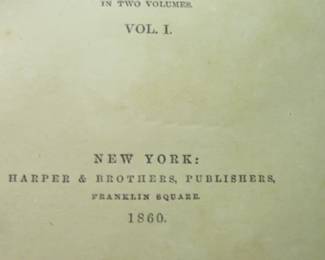 IN TWO VOLUMES.
VOL. I.
NEW YORK:
HARPER & BROTHERS, PUBLISHERS,
FRANKLIN SQUARE.
1860.